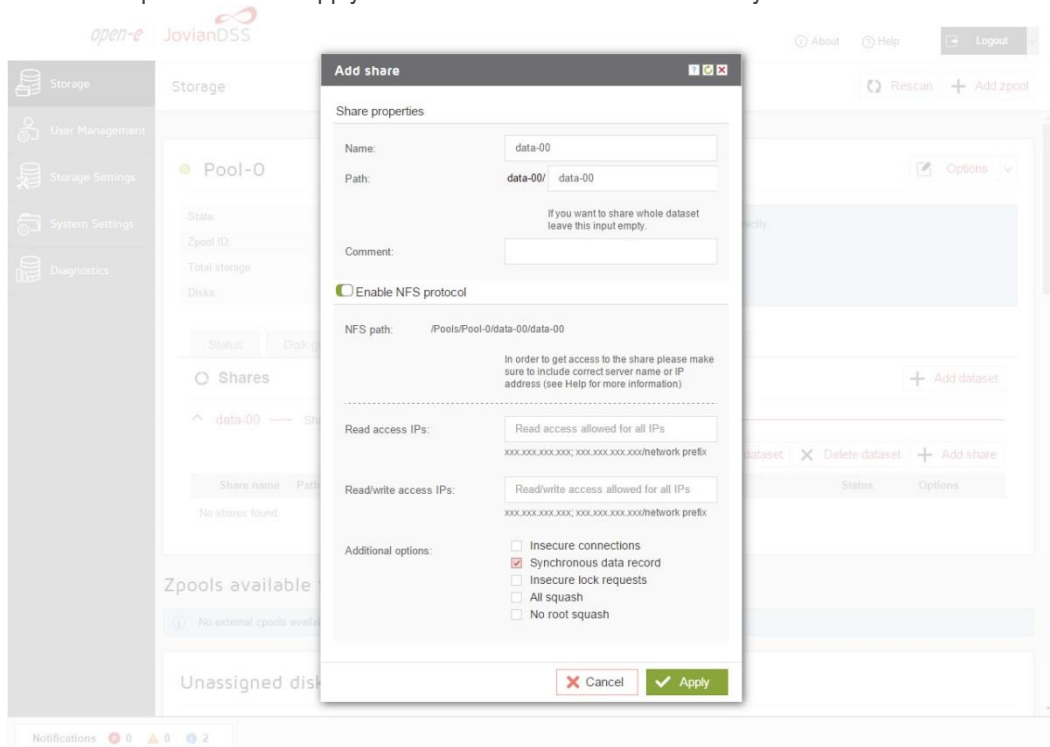 open-e JovianDSS
About Help Logout
Storage
User Management
Storage Settings
System Settings
Diagnostics
Storage
Rescan Add zpool
Pool-0
Options
State:
Zpool ID:
Total storage:
Disks:
Status Disk
Shares
Add dataset
data-00
dataset Delete dataset Add share
Share name Path Status Options
No shares found
Zpools available
No external zpools
Unassigned
Add share
Share properties
Name: data-00
Path: data-00/ data-00
If you want to share whole dataset
leave this input empty.
Comment:
Enable NFS protocol
NFS path: /Pools/Pool-0/data-00/data-00
In order to get access to the share please make
sure to include correct server name or IP
address (see Help for more information)
Read access IPs: Read access allowed for all IPs
xxx.xxx.xxx.xxx; xxx.xxx.xxx.xxx/network prefix
Read/write access IPs: Read/write access allowed for all IPs
xxx.xxx.xxx.xxx; xxx.xxx.xxx.xxx/network prefix
Additional options: Insecure connections
Synchronous data record
Insecure lock requests
All squash
No root squash
Cancel Apply
Notifications 0 0 2